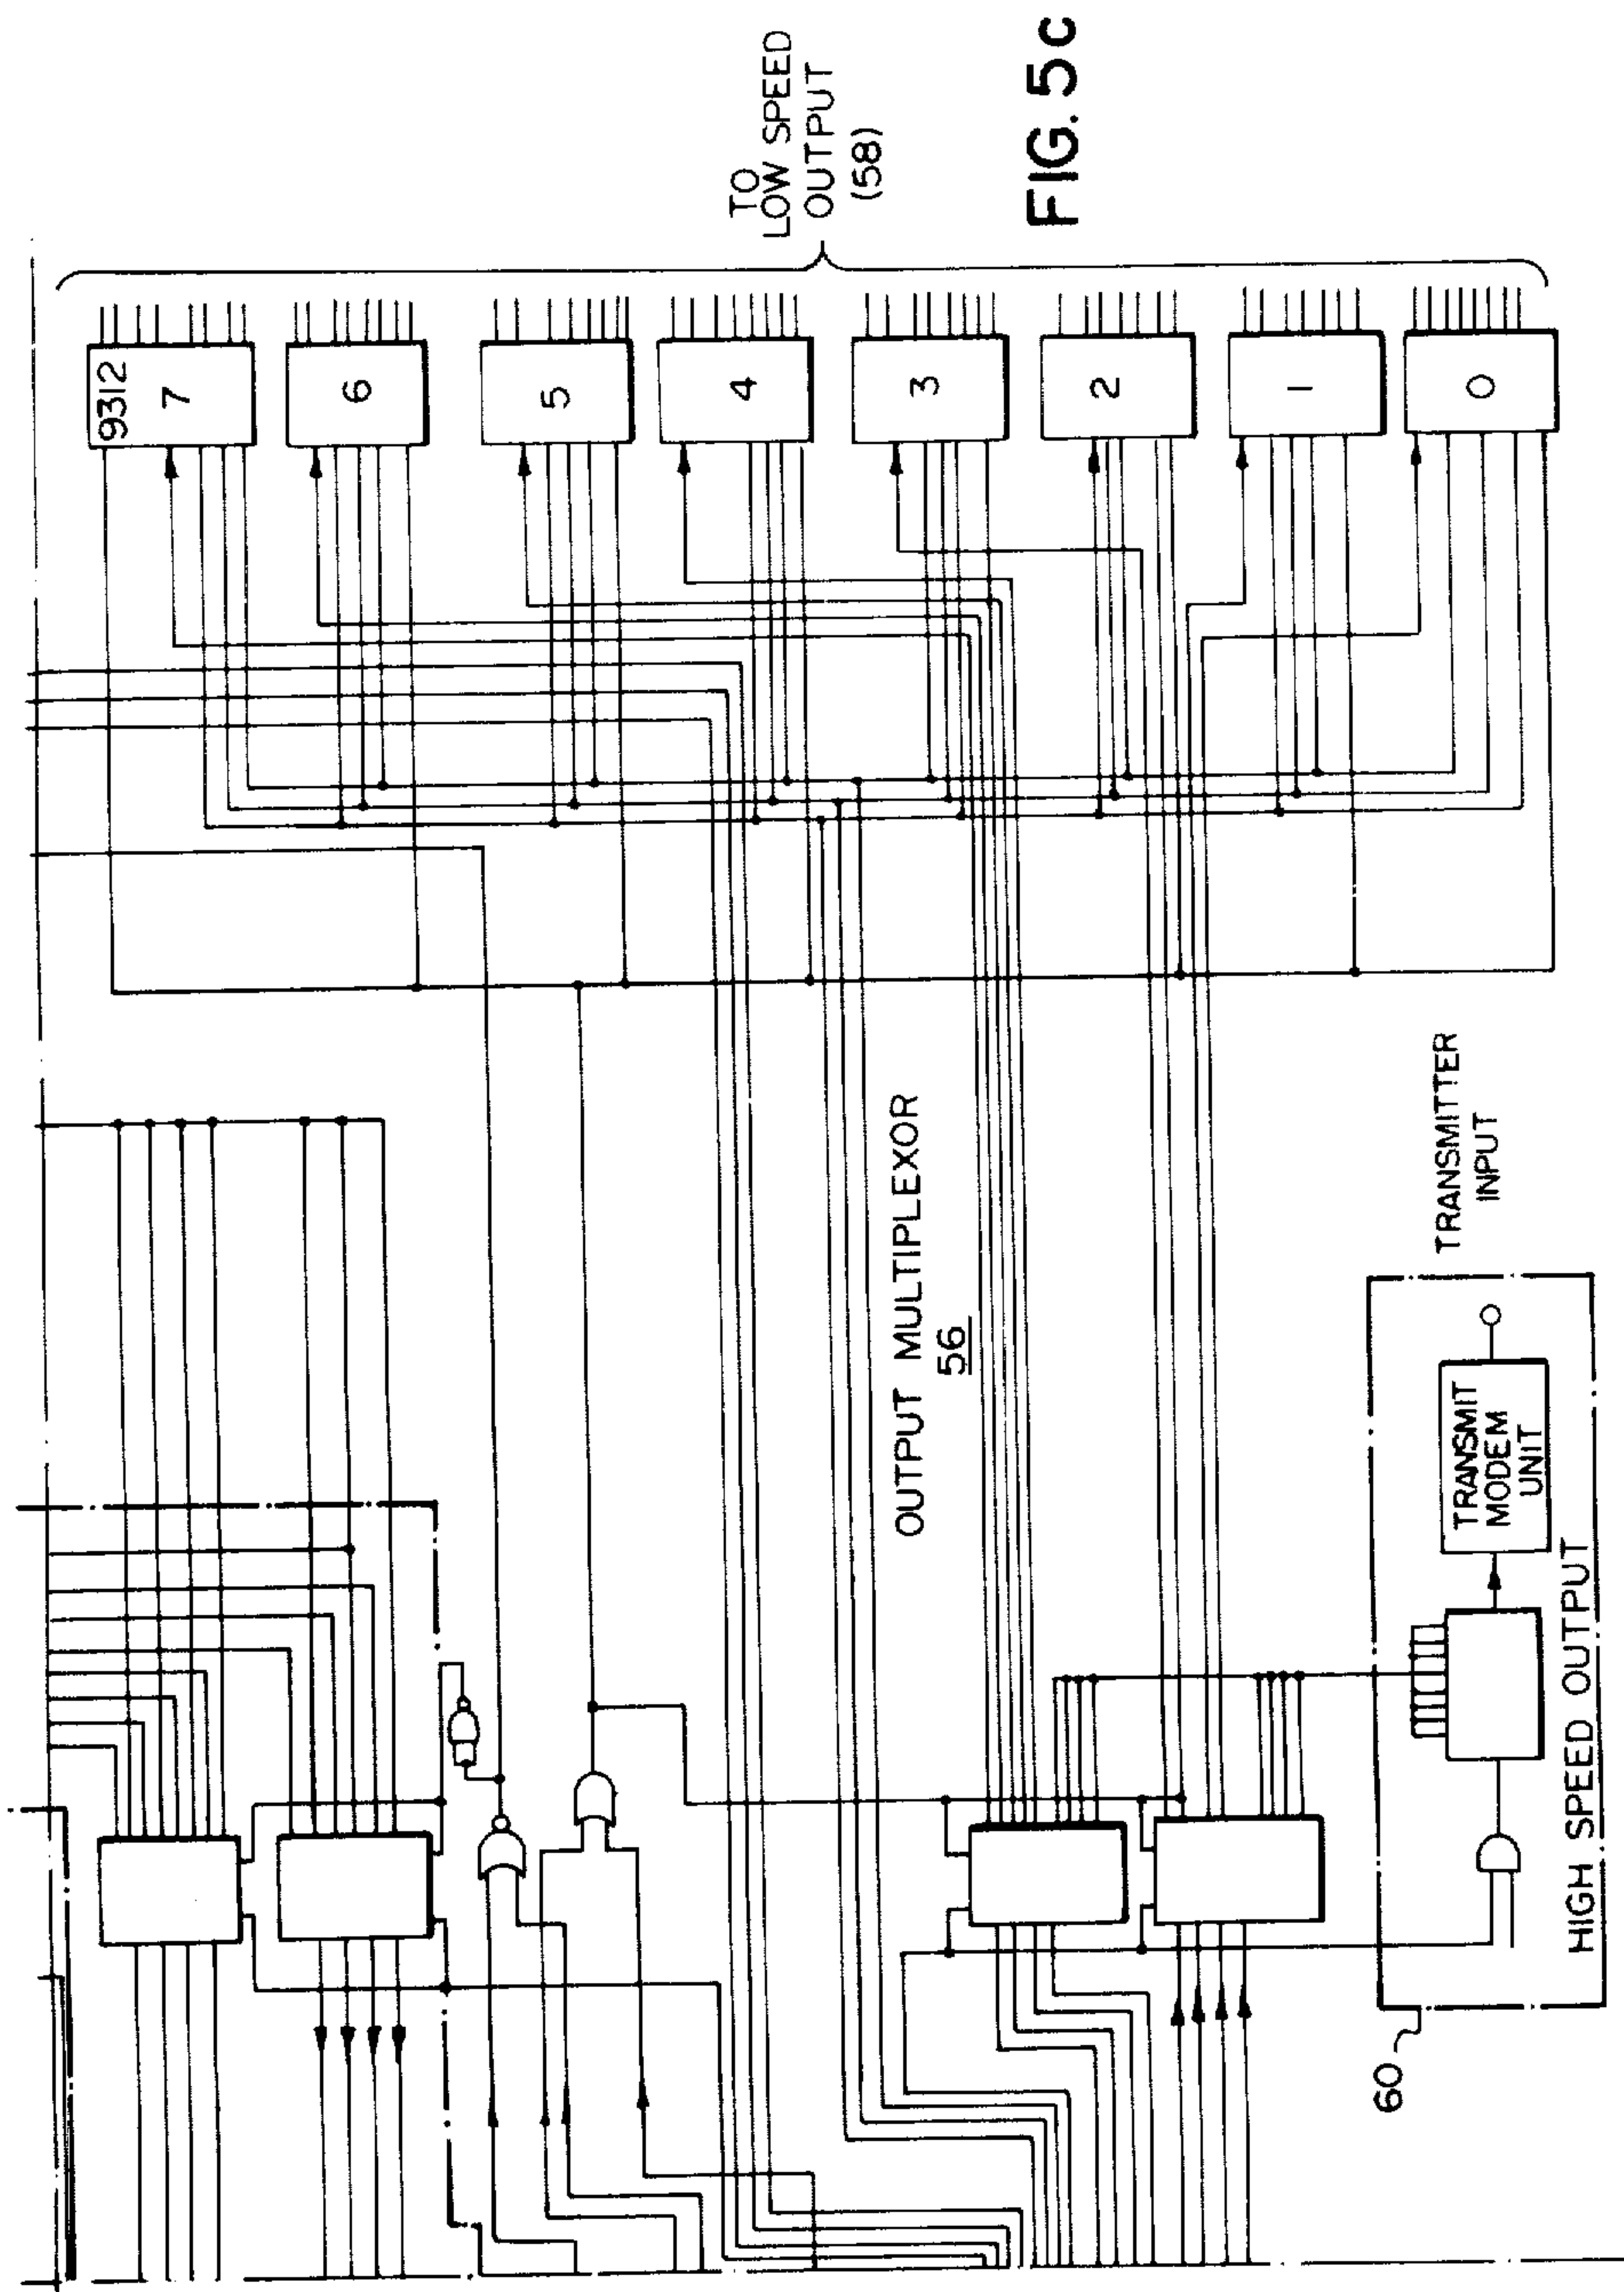 9312
7
6
5
4
3
2
1
0
TO
LOW SPEED
OUTPUT
(58)
FIG. 5c
OUTPUT MULTIPLEXOR
56
TRANSMITTER
INPUT
TRANSMIT
MODEM
UNIT
HIGH SPEED OUTPUT
60